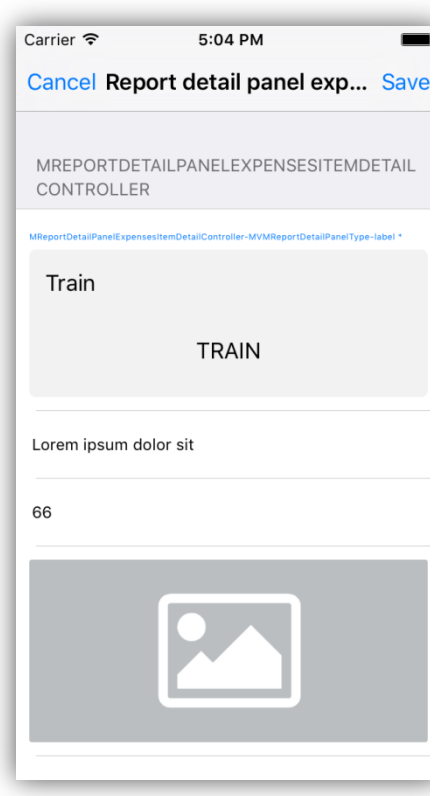 Carrier 5:04 PM
Cancel Report detail panel exp... Save
MREPORTDETAILPANELEXPENSESITEMDETAIL
CONTROLLER
MReportDetailPanelExpensesItemDetailController-MVMReportDetailPanelType-label *
Train
TRAIN
Lorem ipsum dolor sit
66